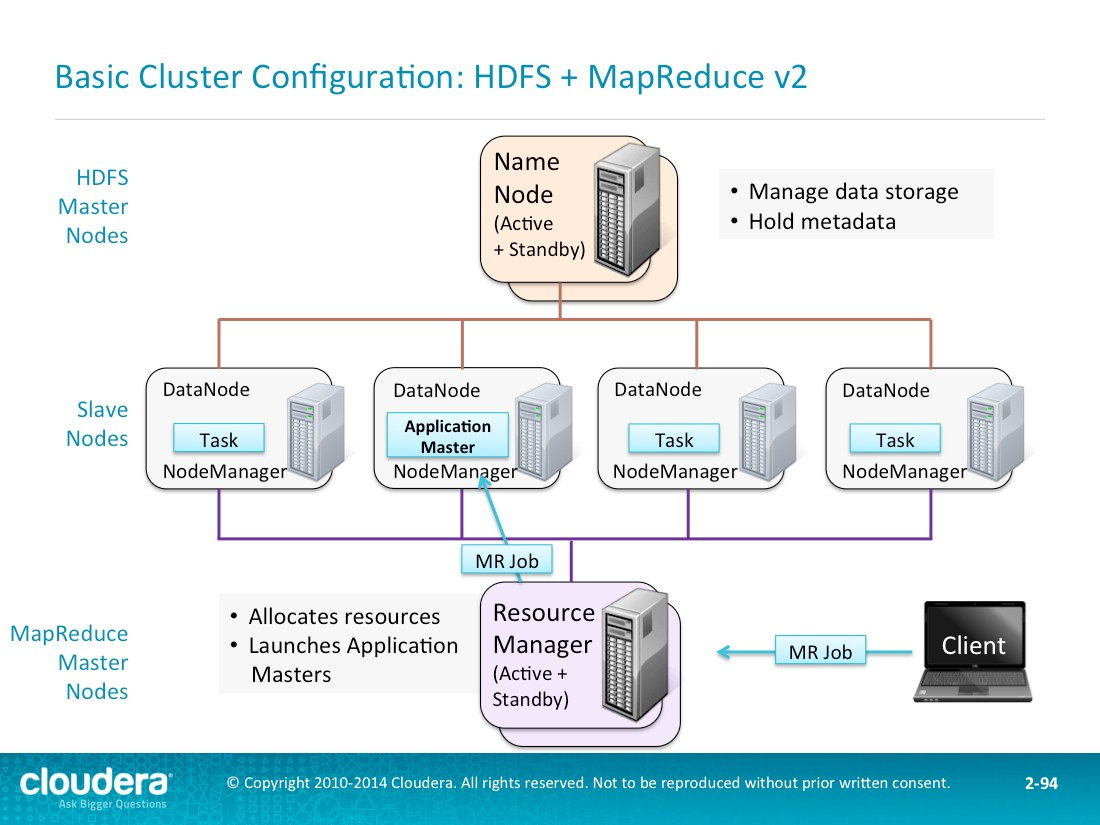 Basic Cluster Configuration: HDFS + MapReduce v2
HDFS
Master
Nodes
Name
Node
(Active
+ Standby)
• Manage data storage
• Hold metadata
Slave
Nodes
DataNode
Task
NodeManager
DataNode
Application
Master
NodeManager
DataNode
Task
NodeManager
DataNode
Task
NodeManager
MR Job
MapReduce
Master
Nodes
• Allocates resources
• Launches Application
Masters
Resource
Manager
(Active +
Standby)
MR Job
Client
cloudera
Ask Bigger Questions
© Copyright 2010-2014 Cloudera. All rights reserved. Not to be reproduced without prior written consent.
2-94